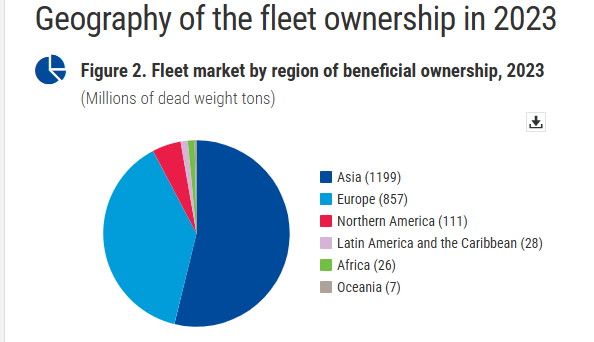 Geography of the fleet ownership in 2023
Figure 2. Fleet market by region of beneficial ownership, 2023
(Millions of dead weight tons)
Asia (1199)
Europe (857)
Northern America (111)
Latin America and the Caribbean (28)
Africa (26)
Oceania (7)